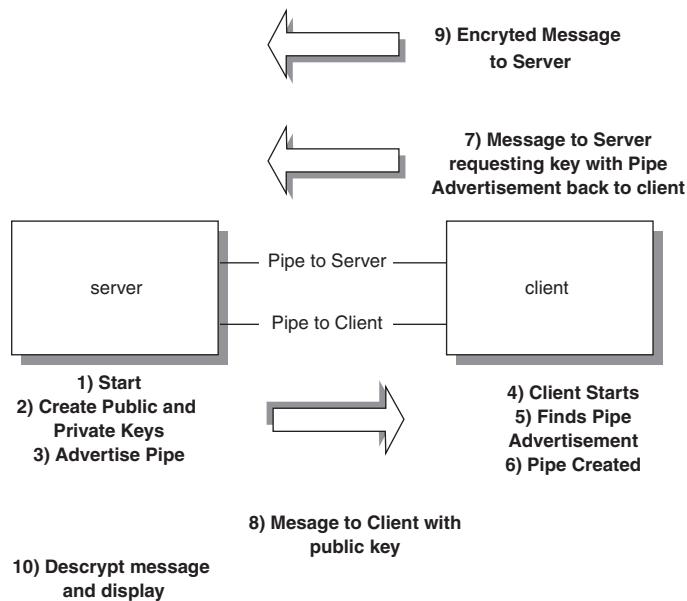 9) Encryted Message
to Server
7) Message to Server
requesting key with Pipe
Advertisement back to client
server
Pipe to Server
client
Pipe to Client
1) Start
2) Create Public and
Private Keys
3) Advertise Pipe
4) Client Starts
5) Finds Pipe
Advertisement
6) Pipe Created
8) Mesage to Client with
public key
10) Descrypt message
and display